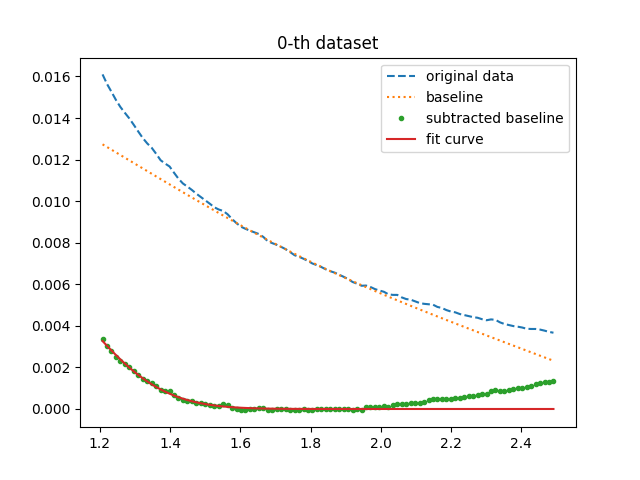 0-th dataset
original data
baseline
subtracted baseline
fit curve
0.016
0.014
0.012
0.010
0.008
0.006
0.004
0.002
0.000
1.2 1.4 1.6 1.8 2.0 2.2 2.4